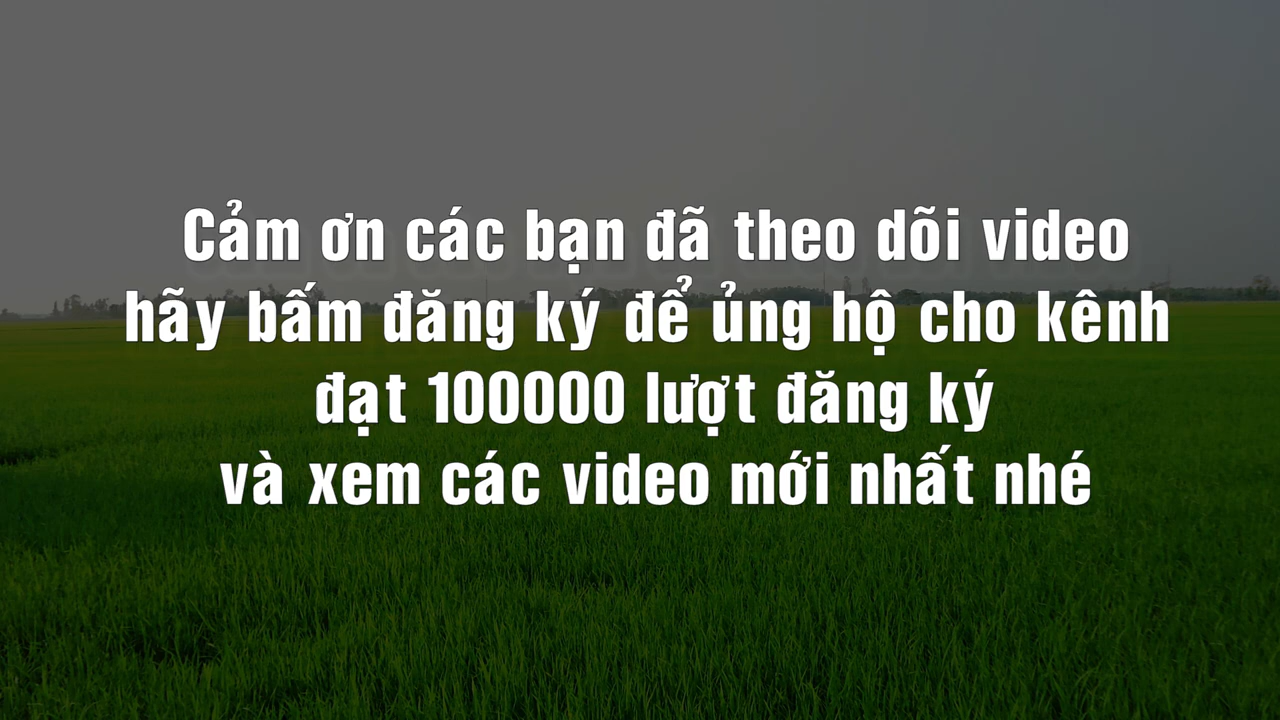 Cảm ơn các bạn đã theo dõi video
hãy bấm đăng ký để ủng hộ cho kênh
đạt 100000 lượt đăng ký
và xem các video mới nhất nhé